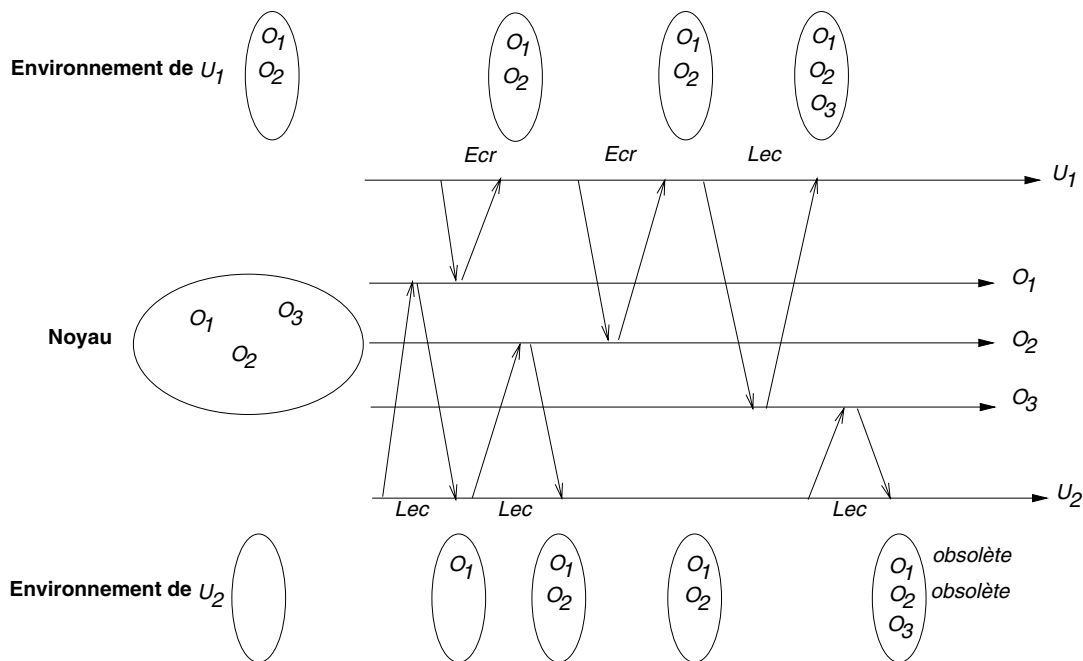 O1 O1 O1 O1
Environnement de U1 O2 O2 O2 O2
O3
Ecr Ecr Lec
U1
O1
O1 O3
Noyau O2 O2
O3
U2
Lec Lec Lec
O1 O1 O1 O1 obsolète
Environnement de U2 O2 O2 O2 obsolète
O3